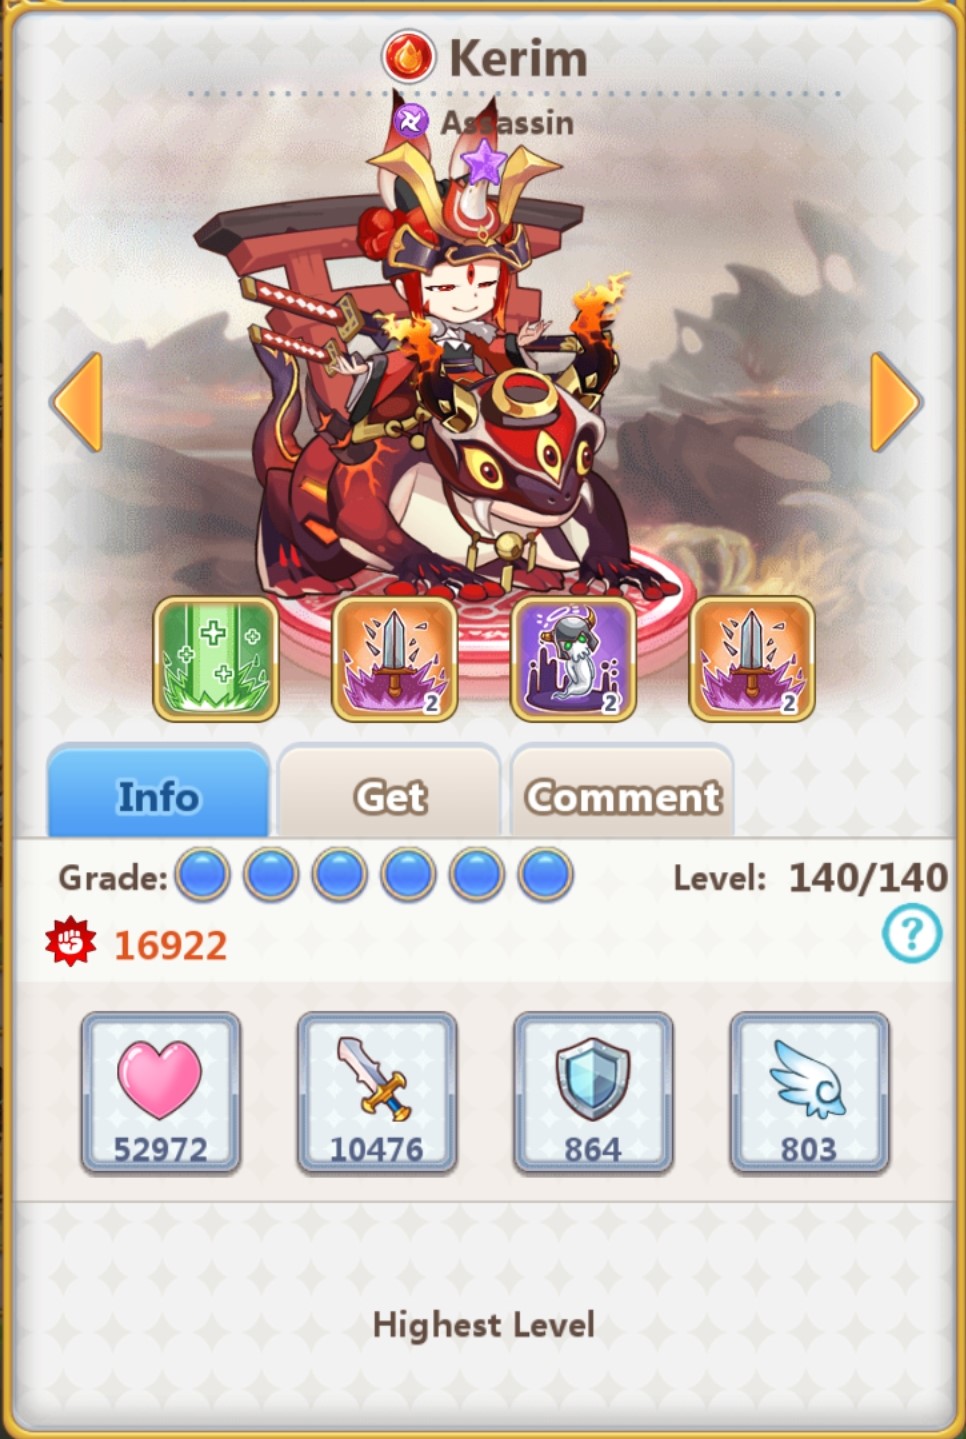 Kerim
Assassin
2
2
2
Info
Get
Comment
Grade:
Level: 140/140
16922
?
52972
10476
864
803
Highest Level